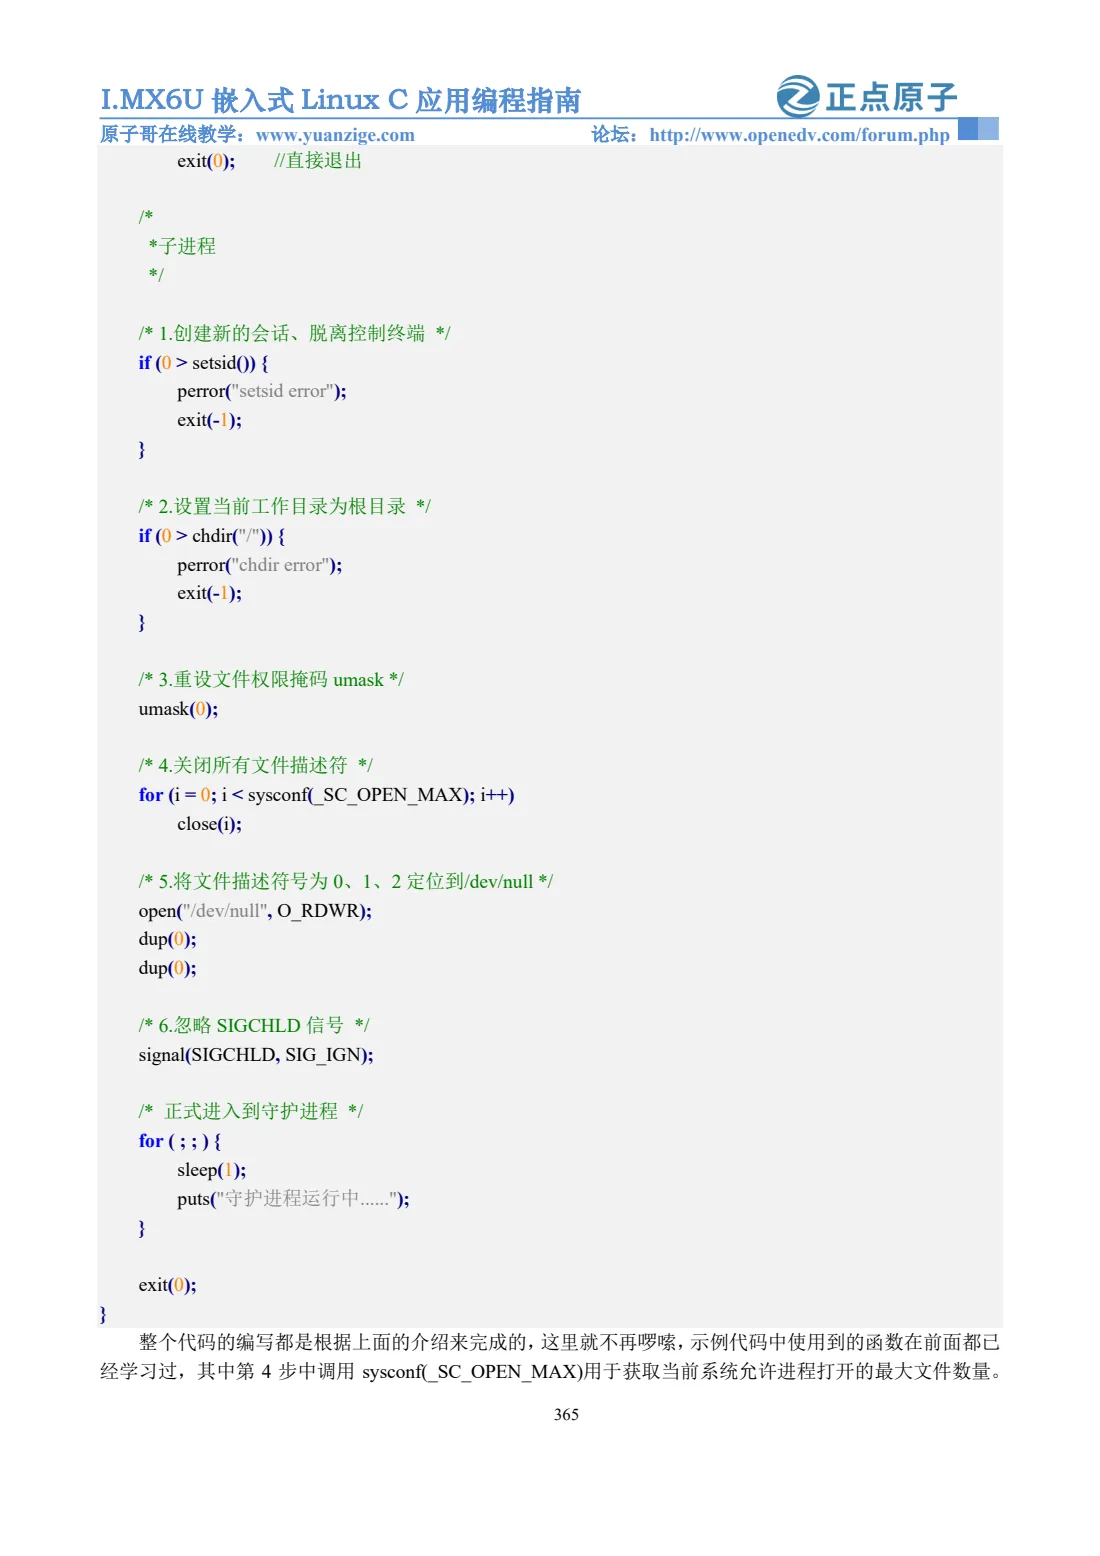 I.MX6U 嵌入式 Linux C 应用编程指南
正点原子
原子哥在线教学：www.yuanzige.com 论坛：http://www.openedv.com/forum.php
exit(0); //直接退出
/*
*子进程
*/
/* 1.创建新的会话、脱离控制终端 */
if (0 > setsid()) {
perror("setsid error");
exit(-1);
}
/* 2.设置当前工作目录为根目录 */
if (0 > chdir("/")) {
perror("chdir error");
exit(-1);
}
/* 3.重设文件权限掩码 umask */
umask(0);
/* 4.关闭所有文件描述符 */
for (i = 0; i < sysconf(_SC_OPEN_MAX); i++)
close(i);
/* 5.将文件描述符号为 0、1、2 定位到/dev/null */
open("/dev/null", O_RDWR);
dup(0);
dup(0);
/* 6.忽略 SIGCHLD 信号 */
signal(SIGCHLD, SIG_IGN);
/* 正式进入到守护进程 */
for ( ; ; ) {
sleep(1);
puts("守护进程运行中......");
}
exit(0);
}
整个代码的编写都是根据上面的介绍来完成的，这里就不再啰嗦，示例代码中使用到的函数在前面都已
经学习过，其中第 4 步中调用 sysconf(_SC_OPEN_MAX)用于获取当前系统允许进程打开的最大文件数量。
365